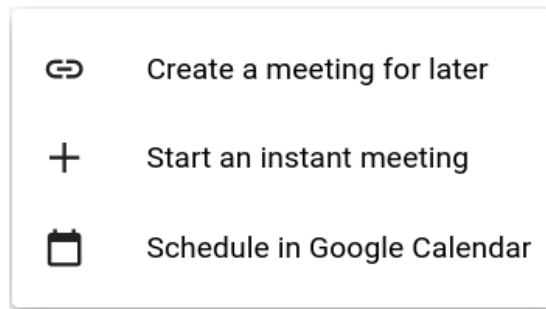 Create a meeting for later
Start an instant meeting
Schedule in Google Calendar